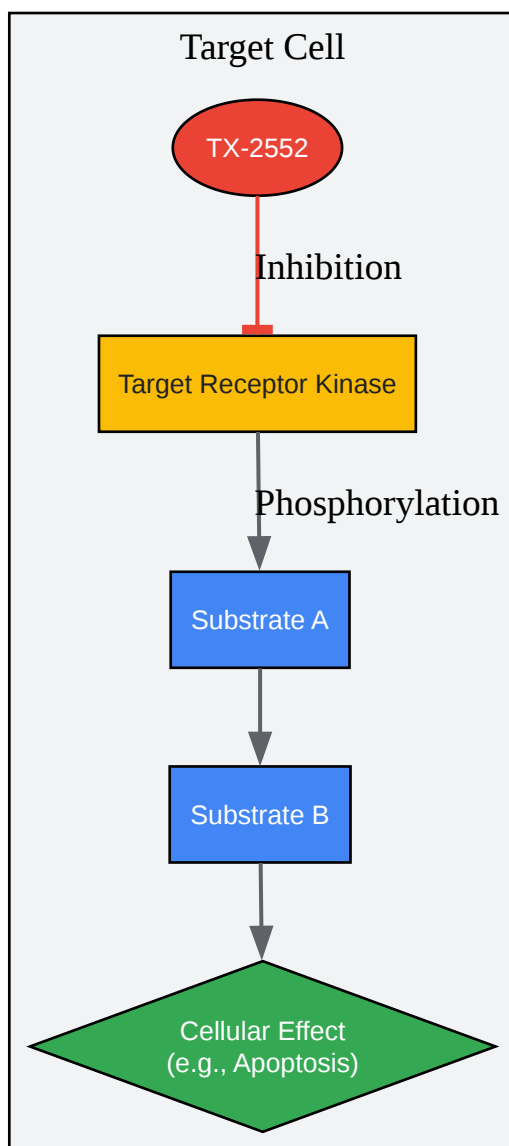 Target Cell
TX-2552
Inhibition
Target Receptor Kinase
Phosphorylation
Substrate A
Substrate B
Cellular Effect
(e.g., Apoptosis)